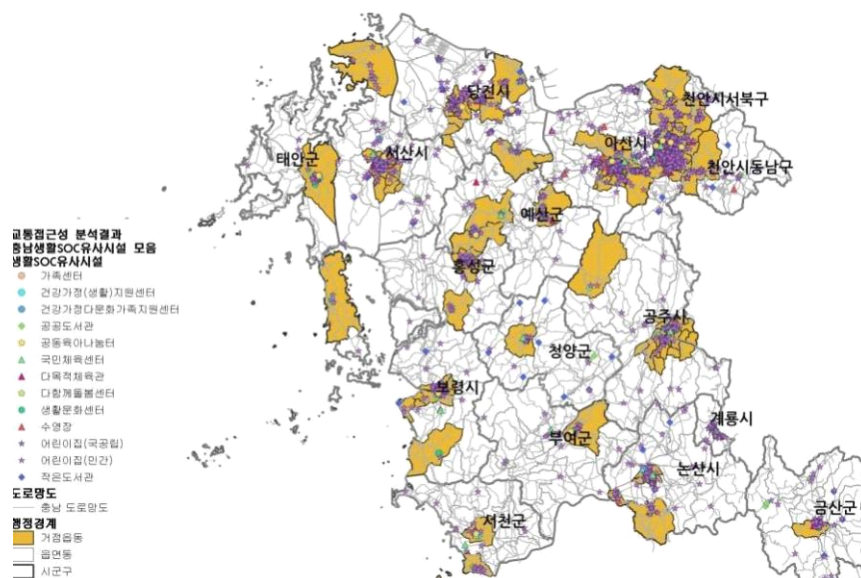 당진시
천안시서북구
아산시
태안군
서산시
천안시동남구
예산군
홍성군
공주시
청양군
보령시
계룡시
부여군
논산시
서천군
금산군
교통접근성 분석결과
충남생활SOC유사시설 모음
생활SOC유사시설
가족센터
건강가정(생활)지원센터
건강가정다문화가족지원센터
공공도서관
공동육아나눔터
국민체육센터
다목적체육관
다함께돌봄센터
생활문화센터
수영장
어린이집(국공립)
어린이집(민간)
작은도서관
도로망도
충남 도로망도
행정경계
거점읍동
읍면동
시군구